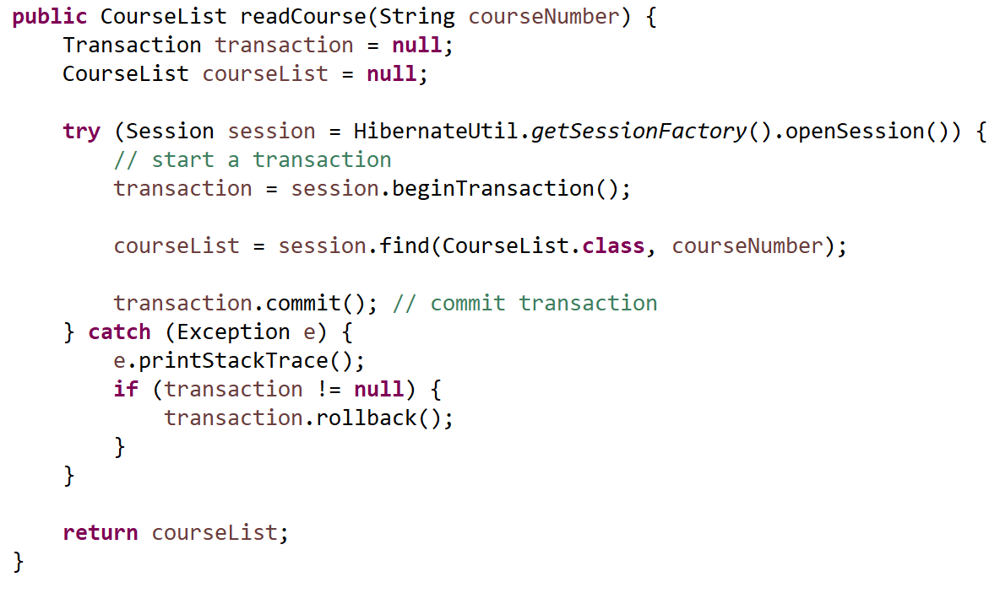 public CourseList readCourse(String courseNumber) {
    Transaction transaction = null;
    CourseList courseList = null;

    try (Session session = HibernateUtil.getSessionFactory().openSession()) {
        // start a transaction
        transaction = session.beginTransaction();

        courseList = session.find(CourseList.class, courseNumber);

        transaction.commit(); // commit transaction
    } catch (Exception e) {
        e.printStackTrace();
        if (transaction != null) {
            transaction.rollback();
        }
    }

    return courseList;
}